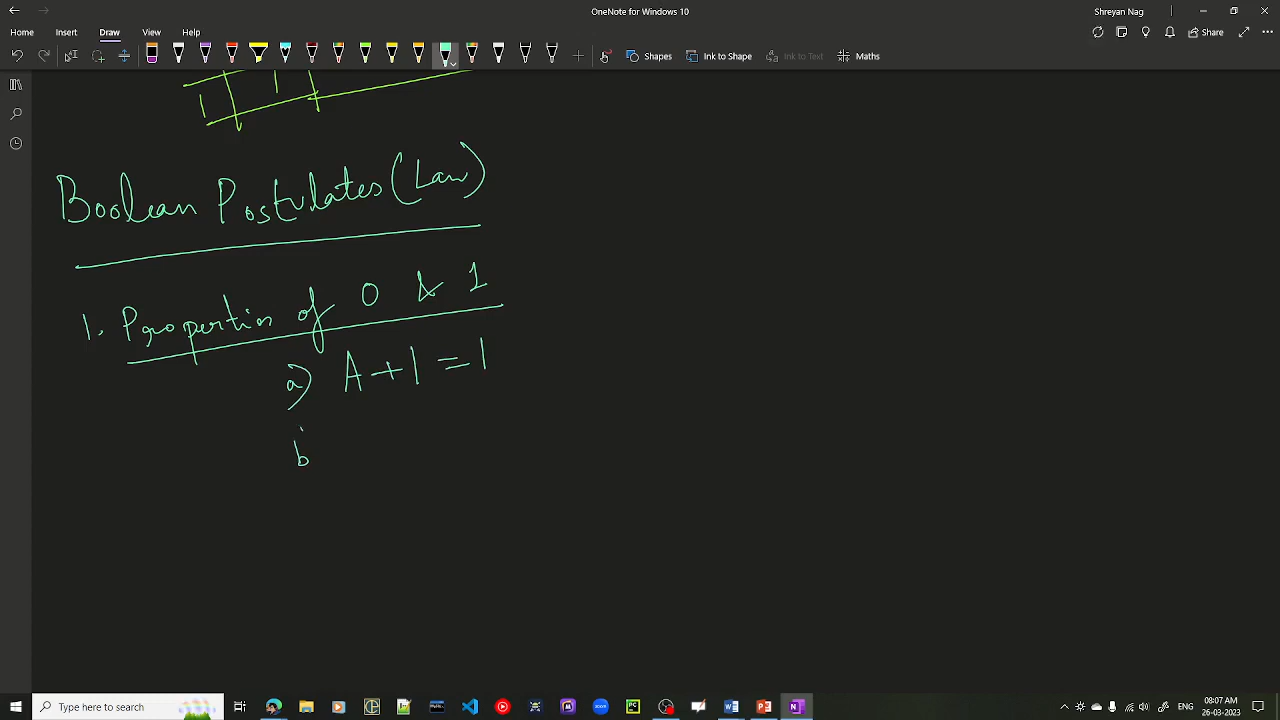 OneNote for Windows 10
Shreyan Nag
Home Insert Draw View Help
Share
Shapes
Ink to Shape
Ink to Text
Maths
1 1
Boolean Postulates (Law)
1. Properties of 0 & 1
a) A+1=1
b
Type here to search
ENG
08:07 AM
26-03-2023